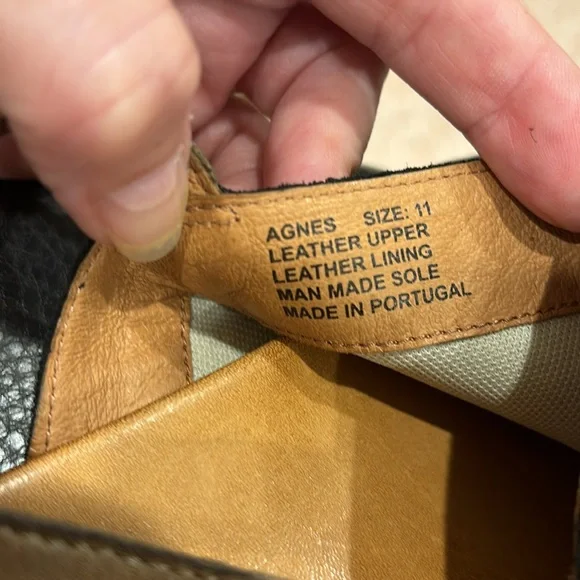 AGNES SIZE: 11
LEATHER UPPER
LEATHER LINING
MAN MADE SOLE
MADE IN PORTUGAL